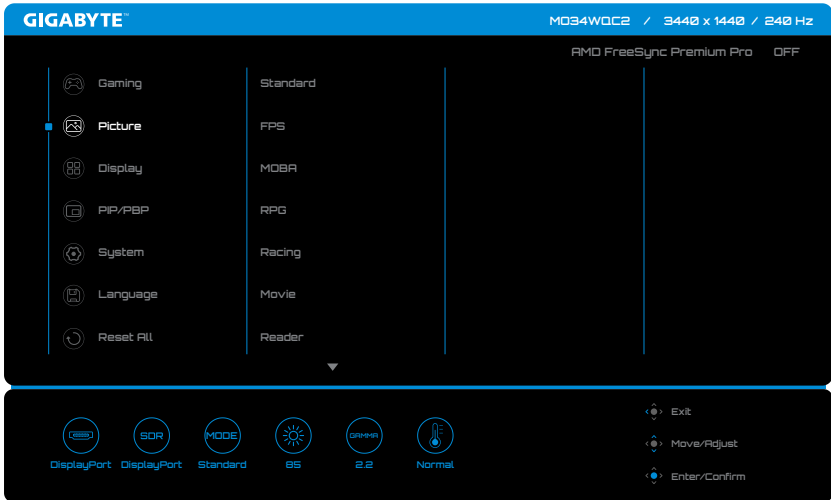 GIGABYTE™
MO34WQC2 / 3440 x 1440 / 240 Hz
AMD FreeSync Premium Pro OFF
Gaming
Picture
Display
PIP/PBP
System
Language
Reset All
Standard
FPS
MOBA
RPG
Racing
Movie
Reader
SDR
MODE
GAMMA
DisplayPort
DisplayPort
Standard
85
2.2
Normal
Exit
Move/Adjust
Enter/Confirm